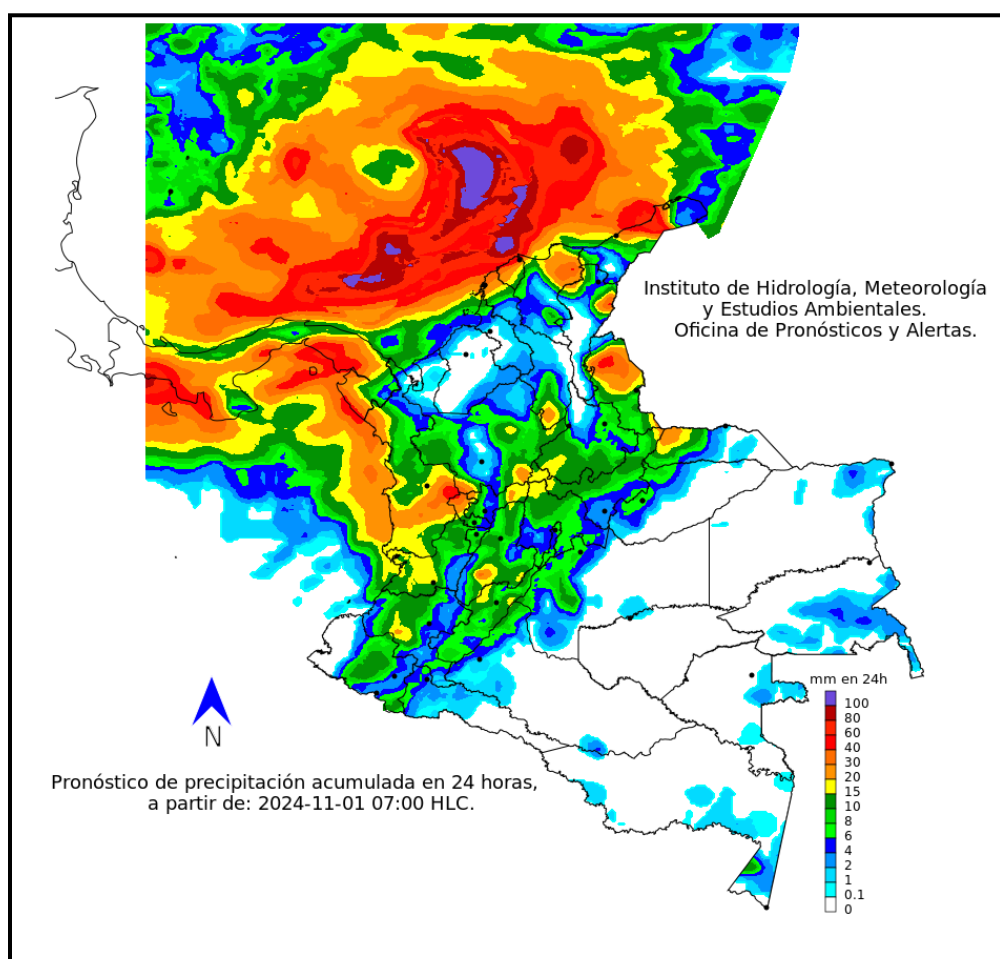 Instituto de Hidrología, Meteorología
y Estudios Ambientales.
Oficina de Pronósticos y Alertas.
mm en 24h
100
80
60
40
30
20
15
10
8
6
4
2
1
0.1
0
N
Pronóstico de precipitación acumulada en 24 horas,
a partir de: 2024-11-01 07:00 HLC.